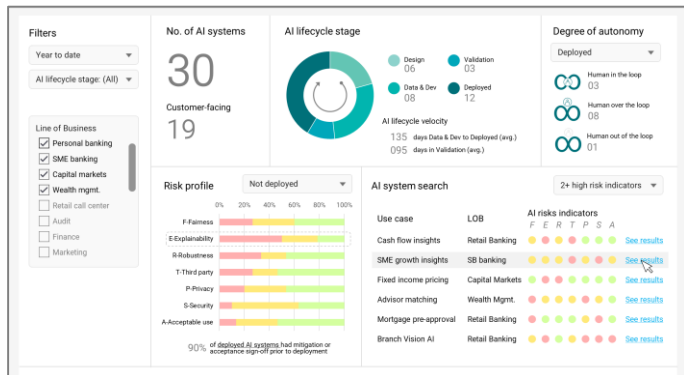 Filters
Year to date
AI lifecycle stage: (All)
Line of Business
Personal banking
SME banking
Capital markets
Wealth mgmt.
Retail call center
Audit
Finance
Marketing
No. of AI systems
30
Customer-facing
19
AI lifecycle stage
Design
06
Validation
03
Data & Dev
08
Deployed
12
AI lifecycle velocity
135 days Data & Dev to Deployed (avg.)
095 days in Validation (avg.)
Degree of autonomy
Deployed
Human in the loop
03
Human over the loop
08
Human out of the loop
01
Risk profile
Not deployed
0% 20% 40% 60% 80% 100%
F-Fairness
E-Explainability
R-Robustness
T-Third party
P-Privacy
S-Security
A-Acceptable use
90% of deployed AI systems had mitigation or
acceptance sign-off prior to deployment
AI system search
2+ high risk indicators
Use case LOB AI risks indicators
F E R T P S A
Cash flow insights Retail Banking See results
SME growth insights SB banking See results
Fixed income pricing Capital Markets See results
Advisor matching Wealth Mgmt. See results
Mortgage pre-approval Retail Banking See results
Branch Vision AI Retail Banking See results